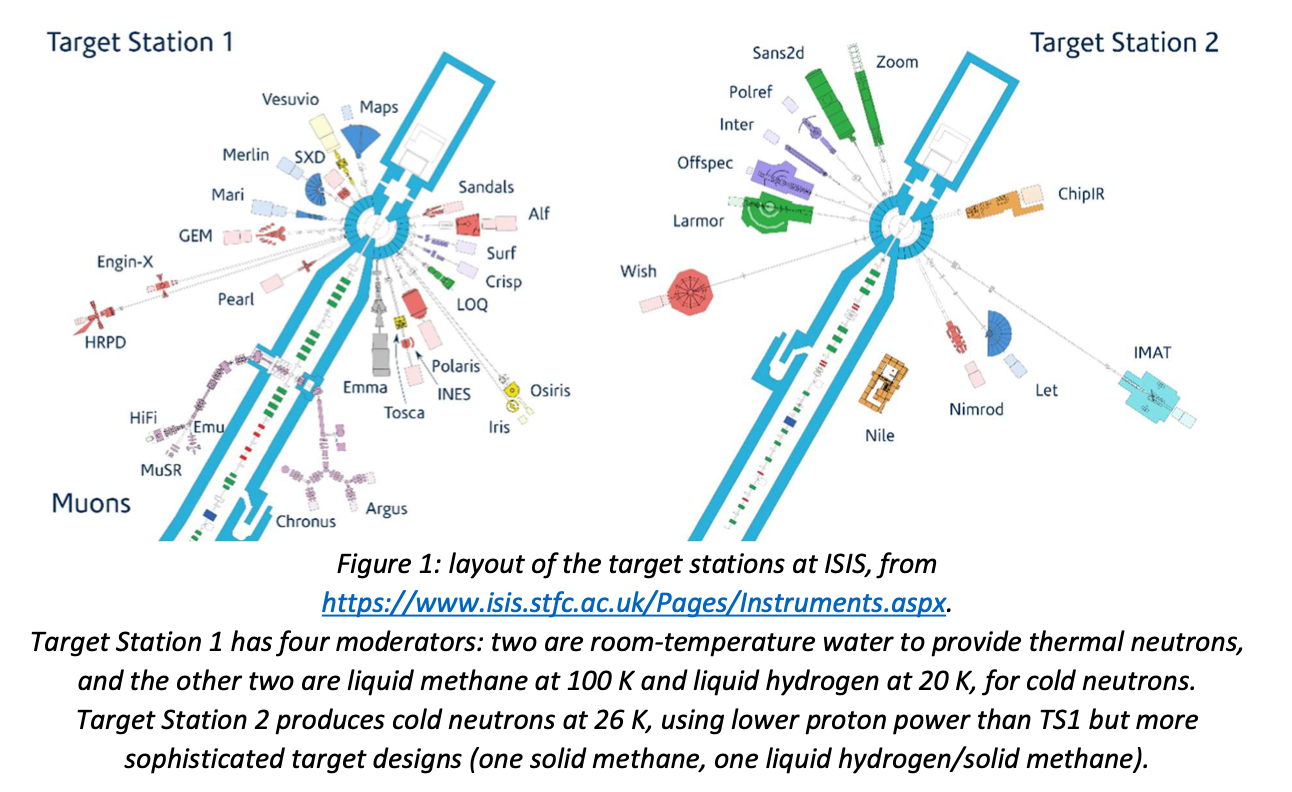 Target Station 1
Target Station 2
Vesuvio
Maps
Merlin
SXD
Mari
GEM
Engin-X
Pearl
HRPD
Sandals
Alf
Surf
Crisp
LOQ
Polaris
INES
Emma
Tosca
Osiris
Iris
HiFi
Emu
MuSR
Muons
Chronus
Argus
Sans2d
Zoom
Polref
Inter
Offspec
Larmor
ChipIR
Wish
IMAT
Let
Nimrod
Nile
Figure 1: layout of the target stations at ISIS, from
https://www.isis.stfc.ac.uk/Pages/Instruments.aspx.
Target Station 1 has four moderators: two are room-temperature water to provide thermal neutrons,
and the other two are liquid methane at 100 K and liquid hydrogen at 20 K, for cold neutrons.
Target Station 2 produces cold neutrons at 26 K, using lower proton power than TS1 but more
sophisticated target designs (one solid methane, one liquid hydrogen/solid methane).